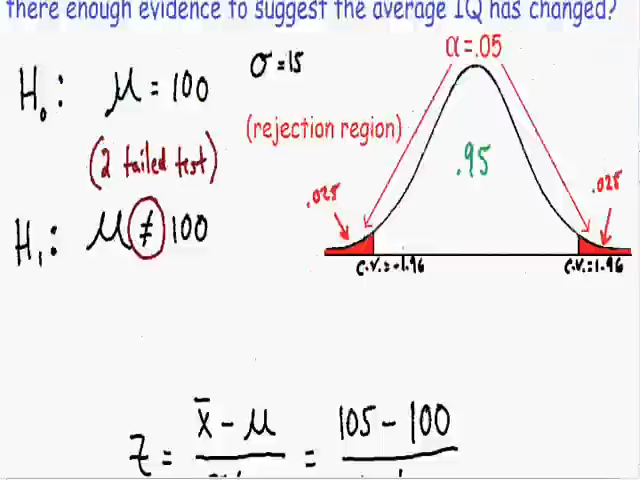 there enough evidence to suggest the average IQ has changed?
α=.05
σ=15
H₀: μ = 100
(rejection region)
(2 tailed test)
.95
.025
.025
H₁: μ ≠ 100
C.V.=-1.96
C.V.=1.96
z = x̄ - μ = 105 - 100